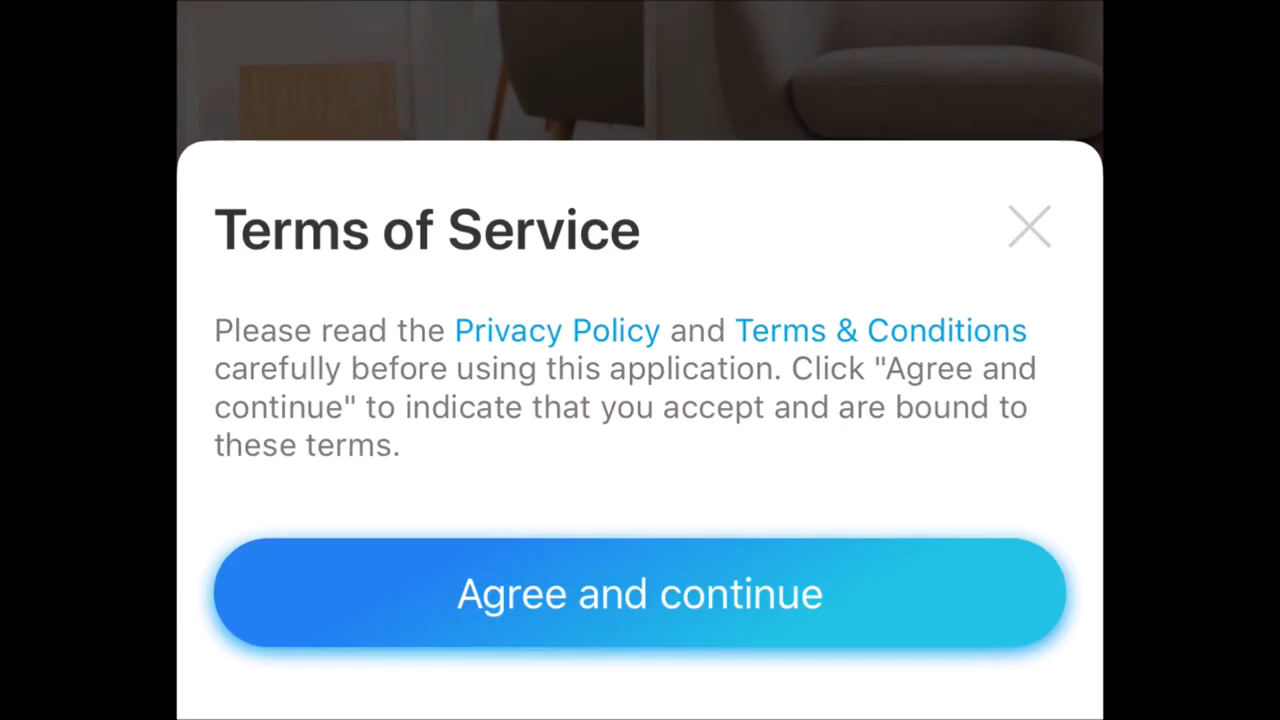 Terms of Service
Please read the Privacy Policy and Terms & Conditions
carefully before using this application. Click "Agree and
continue" to indicate that you accept and are bound to
these terms.
Agree and continue